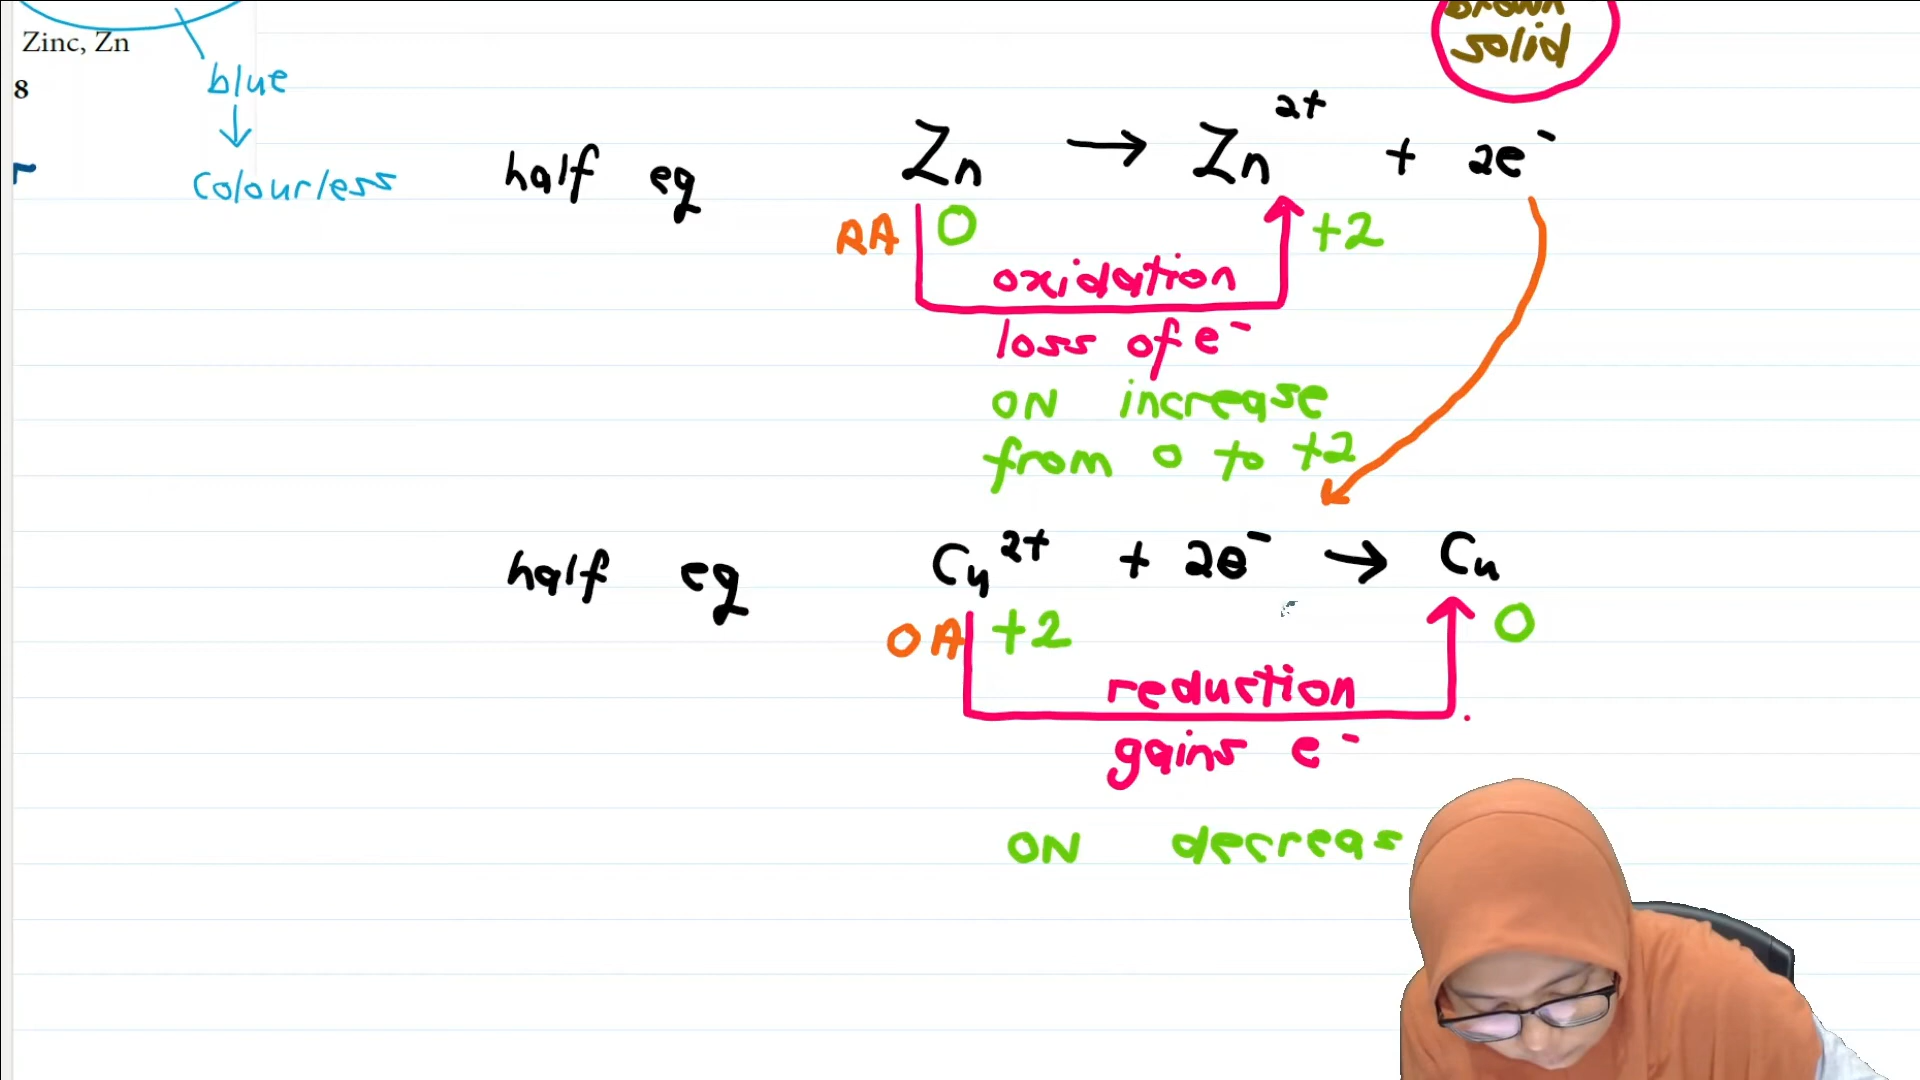 brown
solid
Zinc, Zn
8
blue
↓
colourless
half eq Zn → Zn²⁺ + 2e⁻
RA 0 +2
oxidation
loss of e⁻
ON increase
from 0 to +2
half eq Cu²⁺ + 2e⁻ → Cu
OA +2 0
reduction
gains e⁻
ON decreas